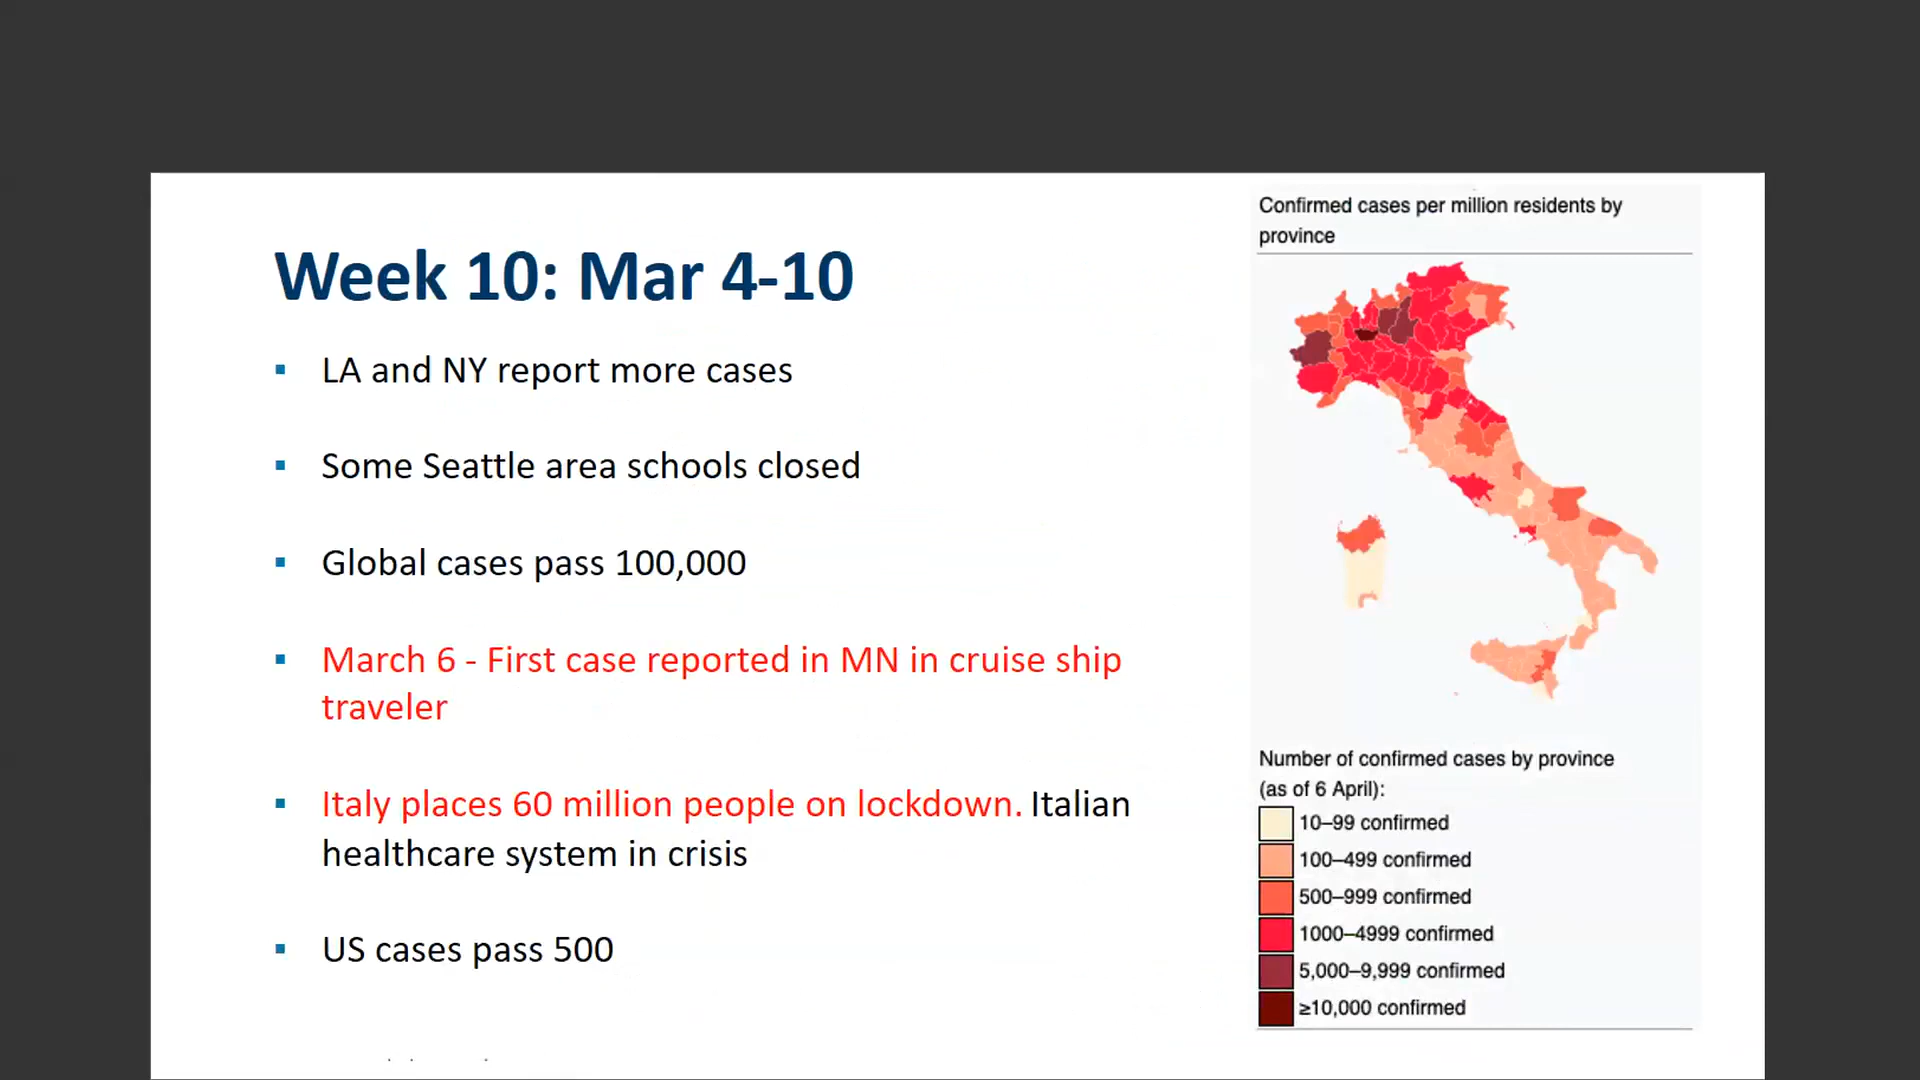 Week 10: Mar 4-10
▪ LA and NY report more cases
▪ Some Seattle area schools closed
▪ Global cases pass 100,000
▪ March 6 - First case reported in MN in cruise ship
traveler
▪ Italy places 60 million people on lockdown. Italian
healthcare system in crisis
▪ US cases pass 500
Confirmed cases per million residents by
province
Number of confirmed cases by province
(as of 6 April):
10–99 confirmed
100–499 confirmed
500–999 confirmed
1000–4999 confirmed
5,000–9,999 confirmed
≥10,000 confirmed